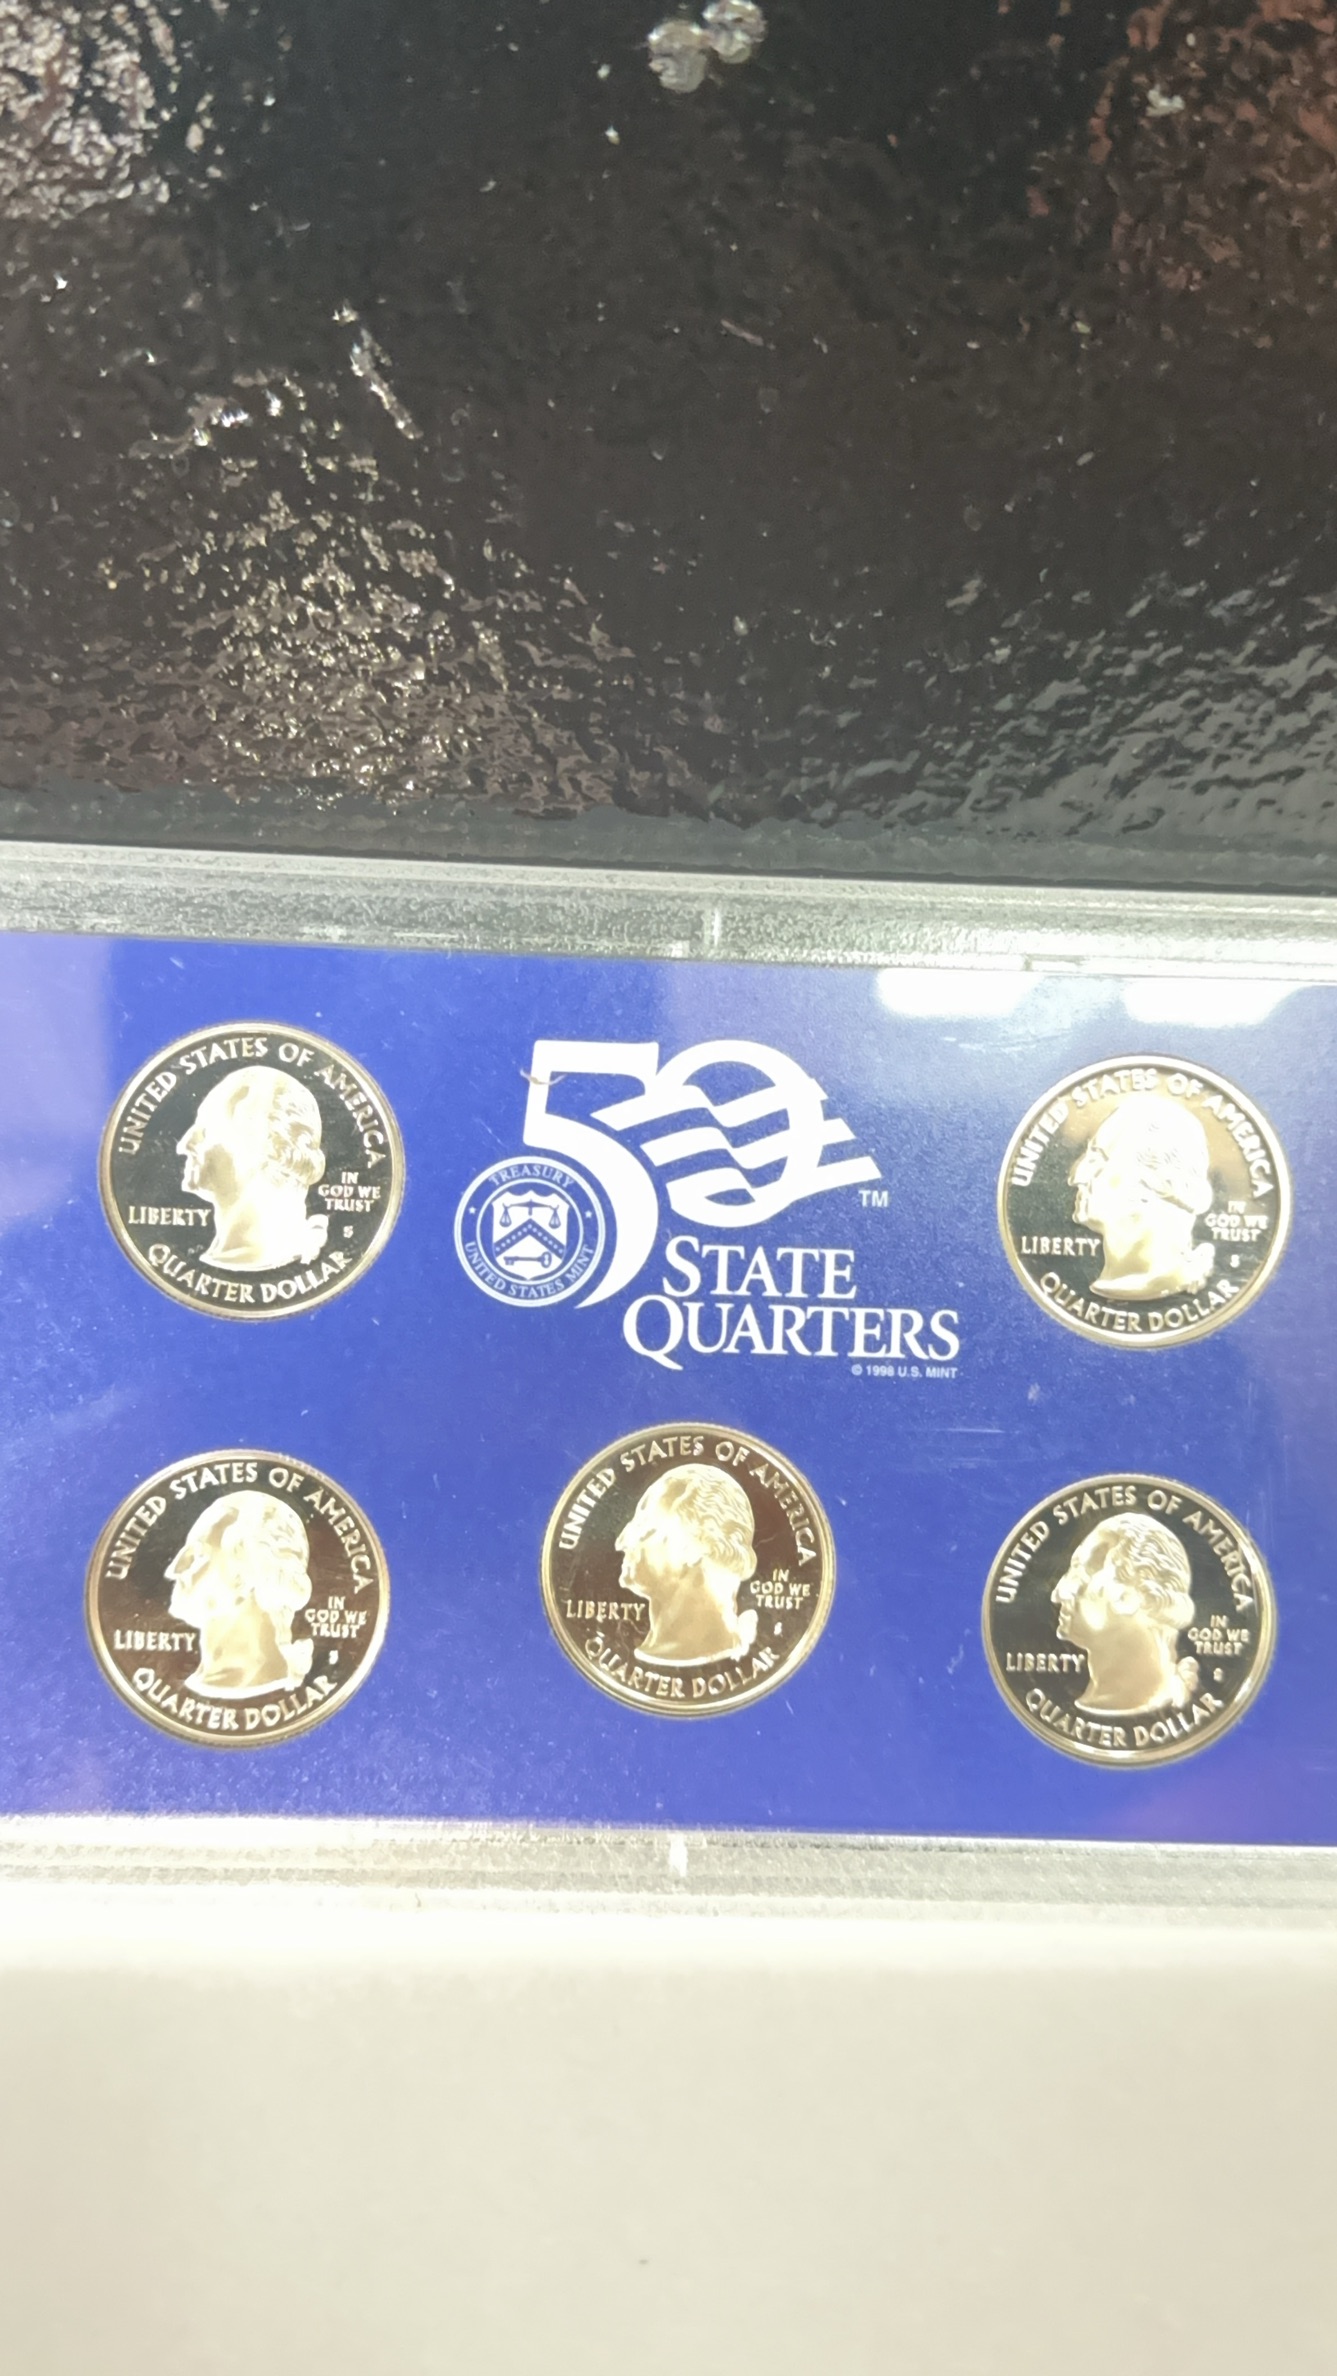 UNITED STATES OF AMERICA
LIBERTY
IN
GOD WE
TRUST
S
QUARTER DOLLAR
50
TM
TREASURY
UNITED STATES MINT
STATE
QUARTERS
© 1998 U.S. MINT
UNITED STATES OF AMERICA
LIBERTY
IN
GOD WE
TRUST
S
QUARTER DOLLAR
UNITED STATES OF AMERICA
LIBERTY
IN
GOD WE
TRUST
S
QUARTER DOLLAR
UNITED STATES OF AMERICA
LIBERTY
IN
GOD WE
TRUST
S
QUARTER DOLLAR
UNITED STATES OF AMERICA
LIBERTY
IN
GOD WE
TRUST
S
QUARTER DOLLAR